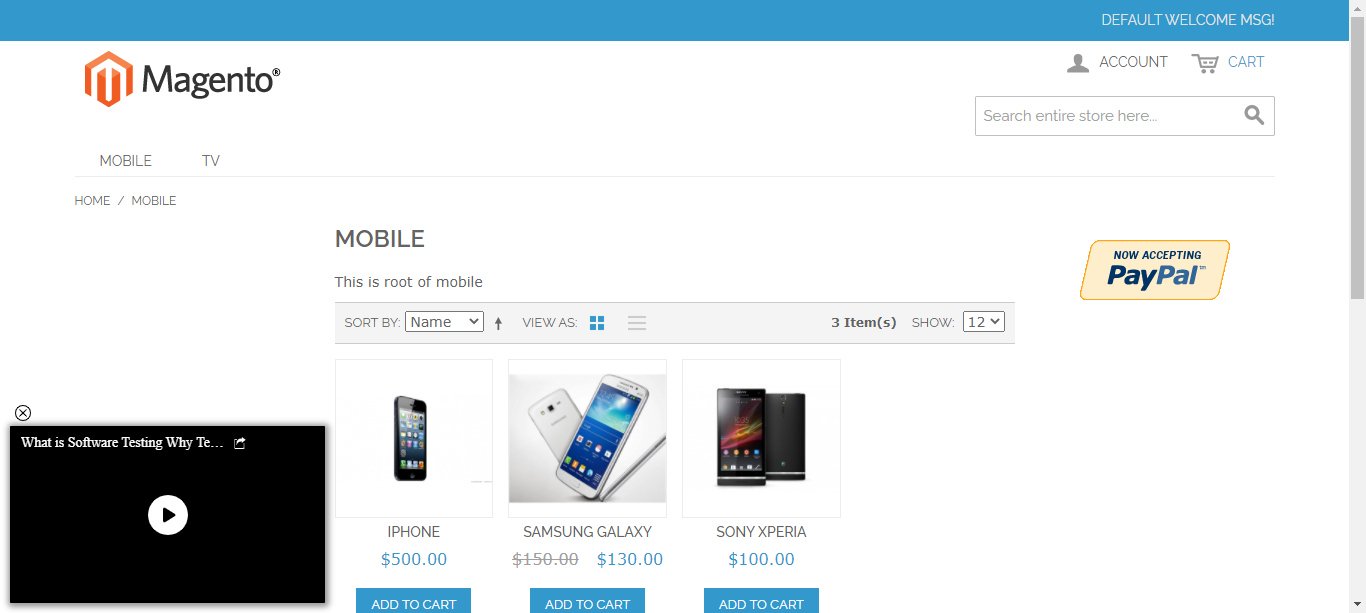 DEFAULT WELCOME MSG!
Magento®
ACCOUNT CART
Search entire store here...
MOBILE TV
HOME / MOBILE
MOBILE
NOW ACCEPTING
PayPal™
This is root of mobile
SORT BY: Name VIEW AS: 3 Item(s) SHOW: 12
What is Software Testing Why Te...
IPHONE SAMSUNG GALAXY SONY XPERIA
$500.00 $150.00 $130.00 $100.00
ADD TO CART ADD TO CART ADD TO CART